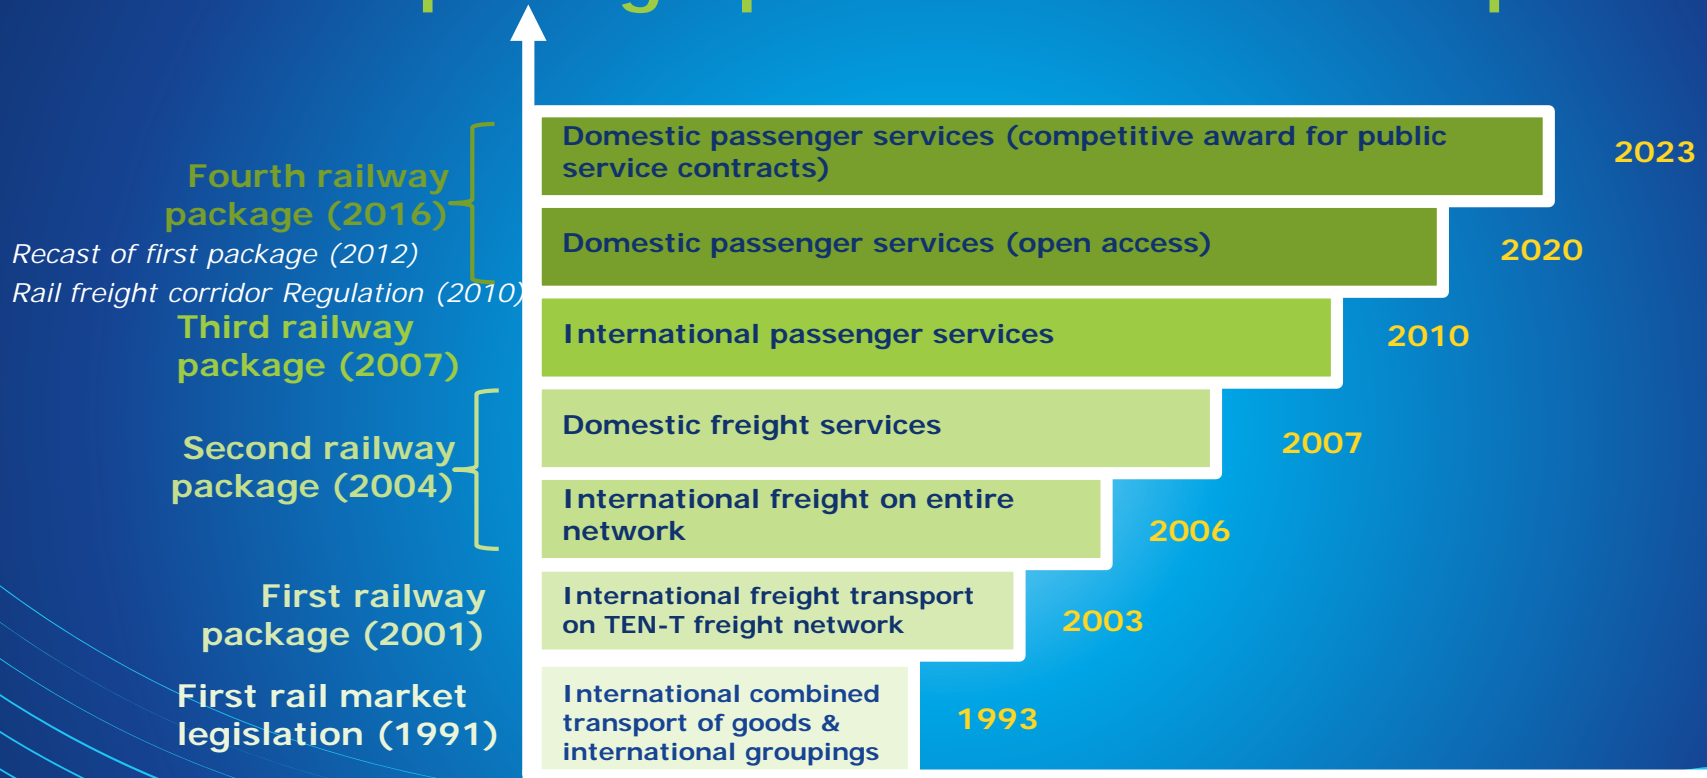 Domestic passenger services (competitive award for public
service contracts)
2023
Fourth railway
package (2016)
Domestic passenger services (open access)
2020
Recast of first package (2012)
Rail freight corridor Regulation (2010)
Third railway
package (2007)
International passenger services
2010
Second railway
package (2004)
Domestic freight services
2007
International freight on entire
network
2006
First railway
package (2001)
International freight transport
on TEN-T freight network
2003
First rail market
legislation (1991)
International combined
transport of goods &
international groupings
1993